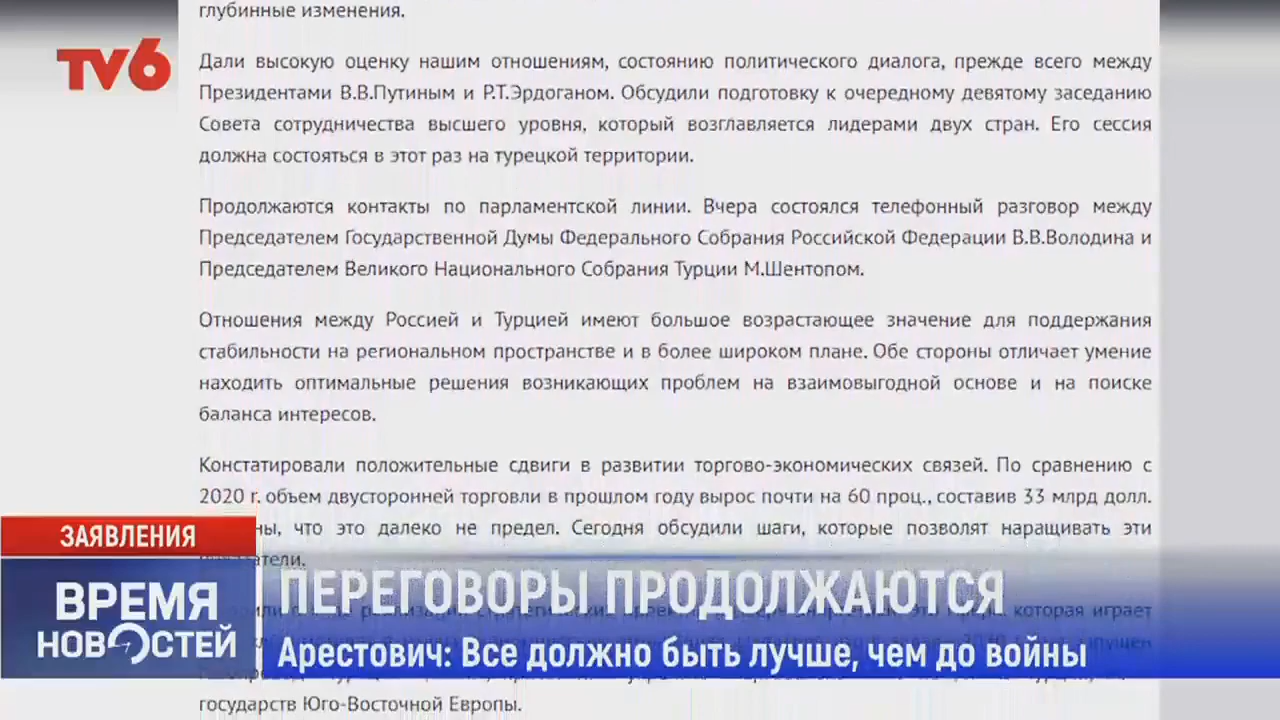 глубинные изменения.
TV6
Дали высокую оценку нашим отношениям, состоянию политического диалога, прежде всего между
Президентами В.В.Путиным и Р.Т.Эрдоганом. Обсудили подготовку к очередному девятому заседанию
Совета сотрудничества высшего уровня, который возглавляется лидерами двух стран. Его сессия
должна состояться в этот раз на турецкой территории.
Продолжаются контакты по парламентской линии. Вчера состоялся телефонный разговор между
Председателем Государственной Думы Федерального Собрания Российской Федерации В.В.Володина и
Председателем Великого Национального Собрания Турции М.Шентопом.
Отношения между Россией и Турцией имеют большое возрастающее значение для поддержания
стабильности на региональном пространстве и в более широком плане. Обе стороны отличает умение
находить оптимальные решения возникающих проблем на взаимовыгодной основе и на поиске
баланса интересов.
Констатировали положительные сдвиги в развитии торгово-экономических связей. По сравнению с
2020 г. объем двусторонней торговли в прошлом году вырос почти на 60 проц., составив 33 млрд долл.
что это далеко не предел. Сегодня обсудили шаги, которые позволят наращивать эти
ЗАЯВЛЕНИЯ
ВРЕМЯ
НОВОСТЕЙ
ПЕРЕГОВОРЫ ПРОДОЛЖАЮТСЯ
которая играет
Арестович: Все должно быть лучше, чем до войны
государств Юго-Восточной Европы.